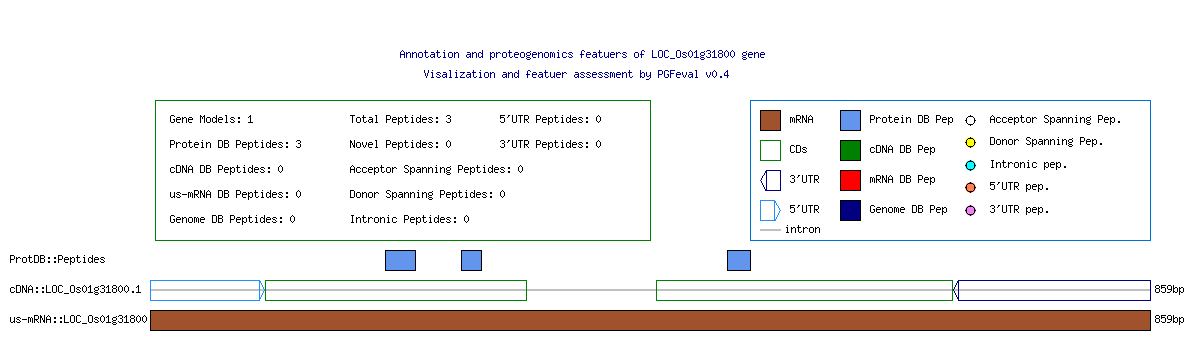 Annotation and proteogenomics featuers of LOC_Os01g31800 gene
Visalization and featuer assessment by PGFeval v0.4
Gene Models: 1 Total Peptides: 3 5'UTR Peptides: 0
Protein DB Peptides: 3 Novel Peptides: 0 3'UTR Peptides: 0
cDNA DB Peptides: 0 Acceptor Spanning Peptides: 0
us-mRNA DB Peptides: 0 Donor Spanning Peptides: 0
Genome DB Peptides: 0 Intronic Peptides: 0
mRNA Protein DB Pep Acceptor Spanning Pep.
CDs cDNA DB Pep Donor Spanning Pep.
3'UTR mRNA DB Pep Intronic pep.
5'UTR Genome DB Pep 5'UTR pep.
intron 3'UTR pep.
ProtDB::Peptides
cDNA::LOC_Os01g31800.1 859bp
us-mRNA::LOC_Os01g31800 859bp